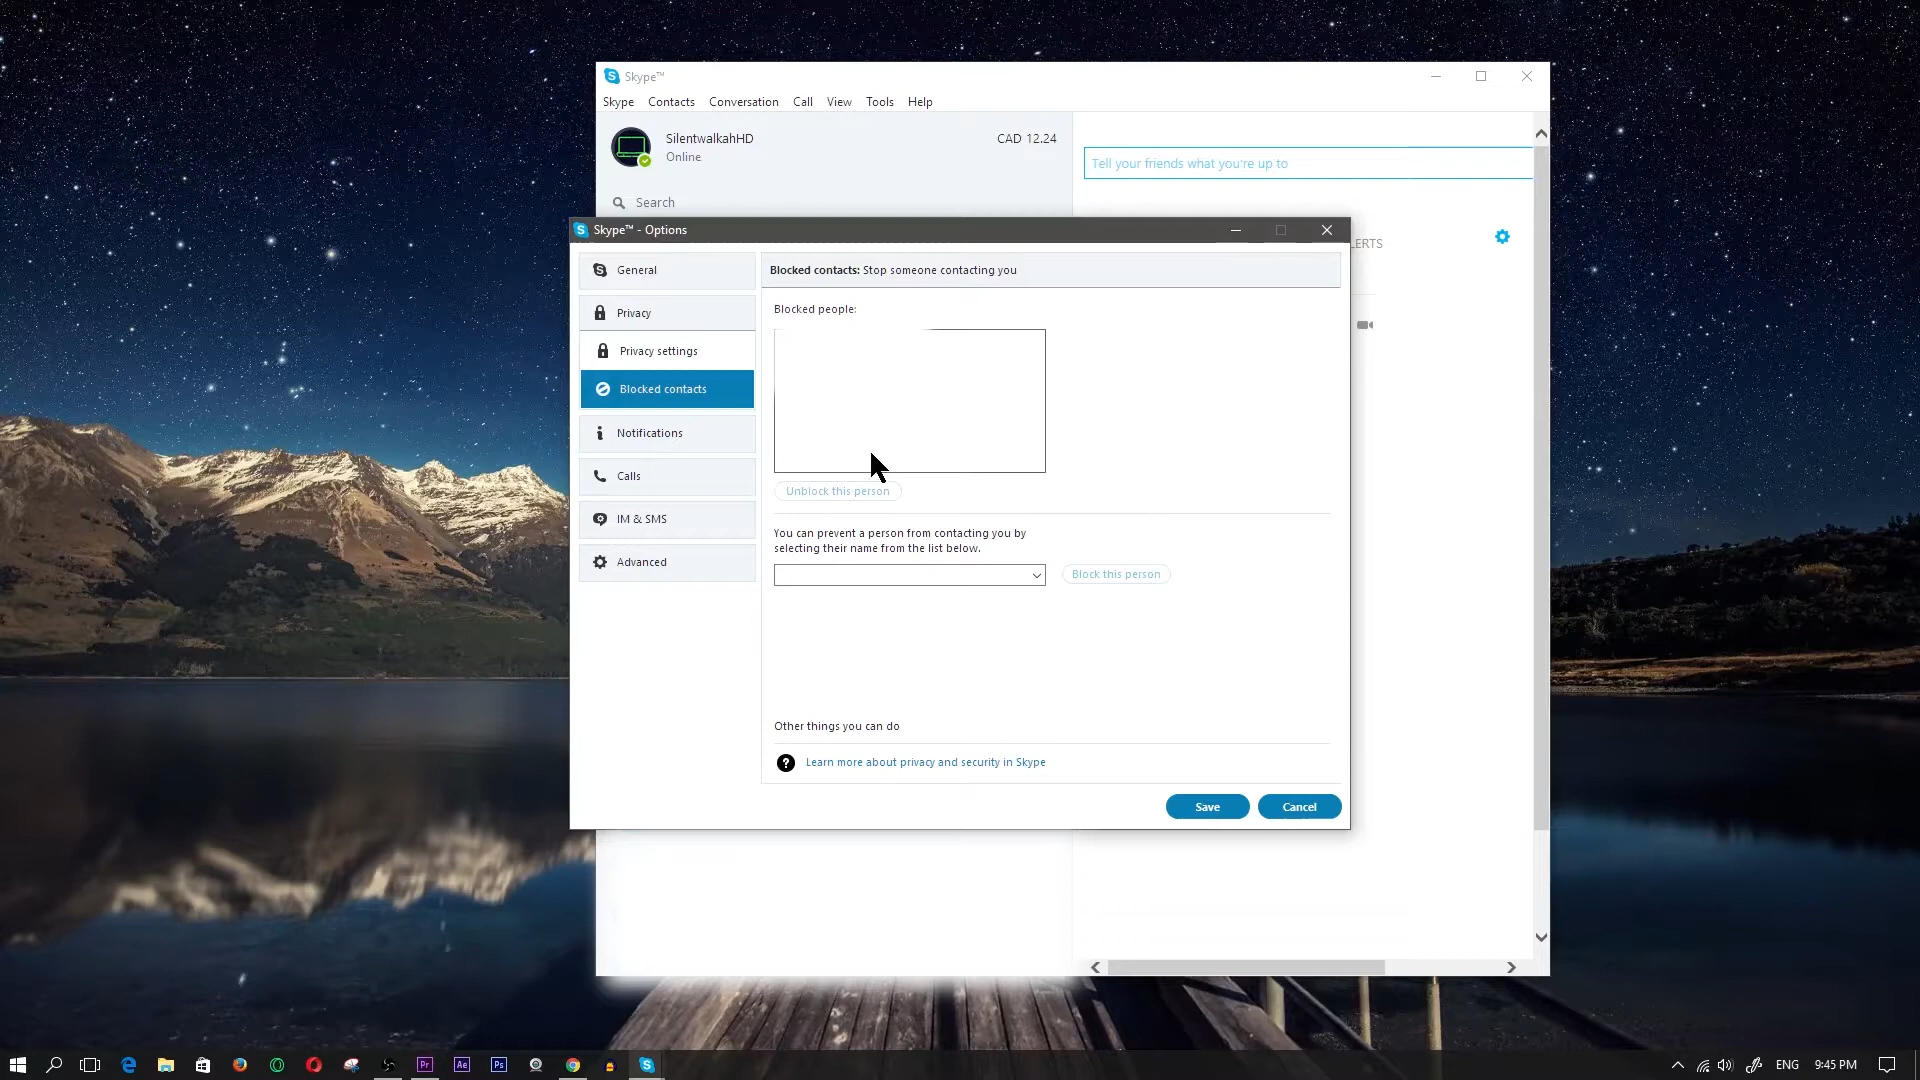 Skype™
Skype Contacts Conversation Call View Tools Help
SilentwalkahHD
CAD 12.24
Online
Tell your friends what you're up to
Search
Skype™ - Options
LERTS
General
Privacy
Privacy settings
Blocked contacts
Notifications
Calls
IM & SMS
Advanced
Blocked contacts: Stop someone contacting you
Blocked people:
Unblock this person
You can prevent a person from contacting you by
selecting their name from the list below.
Block this person
Other things you can do
Learn more about privacy and security in Skype
Save
Cancel
Pr
Ae
Ps
ENG
9:45 PM